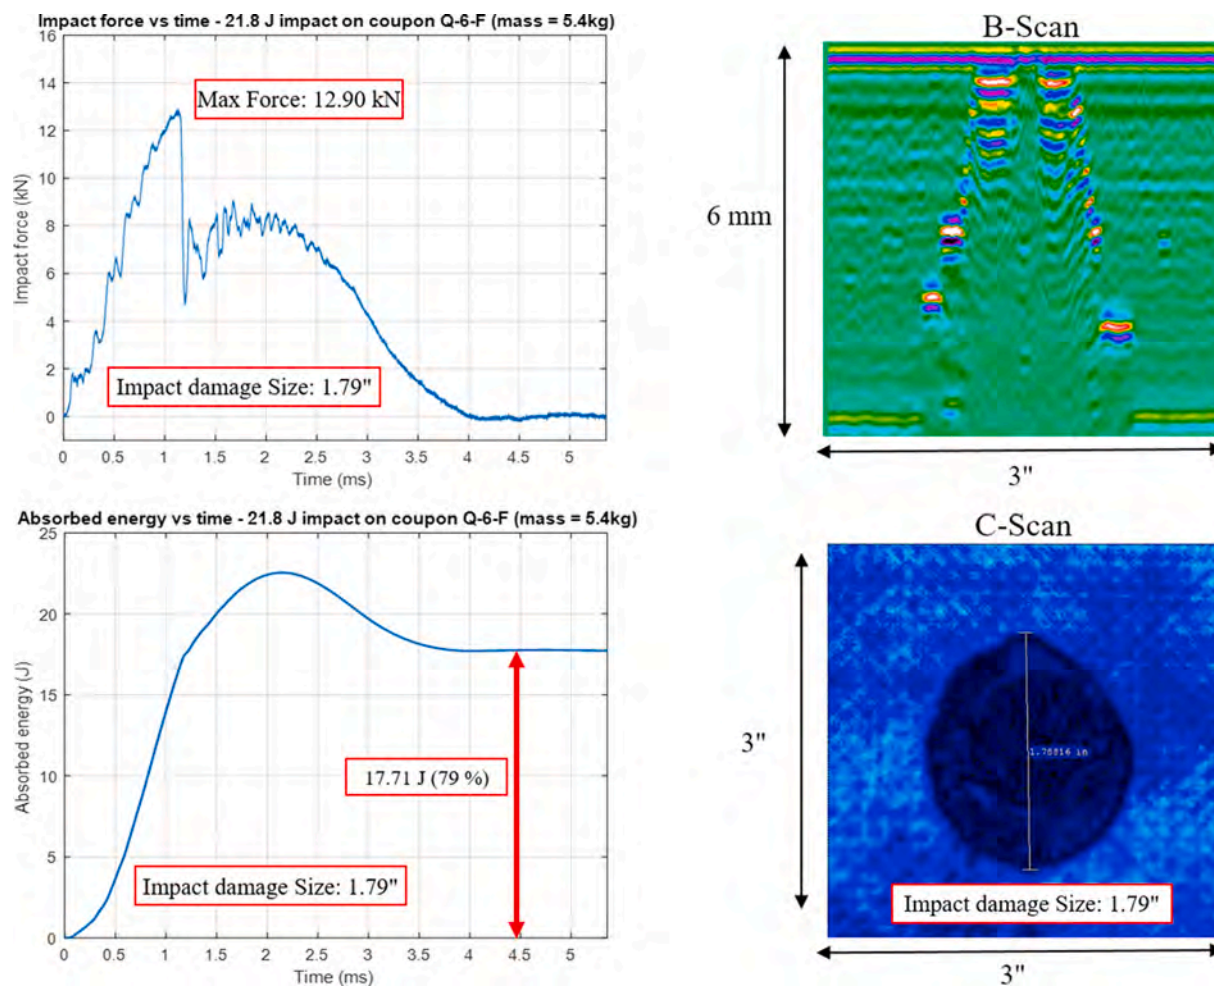 Impact force vs time - 21.8 J impact on coupon Q-6-F (mass = 5.4kg)
16
14
12
10
8
6
4
2
0
Impact force (kN)
Max Force: 12.90 kN
Impact damage Size: 1.79"
0 0.5 1 1.5 2 2.5 3 3.5 4 4.5 5
Time (ms)
B-Scan
6 mm
3"
Absorbed energy vs time - 21.8 J impact on coupon Q-6-F (mass = 5.4kg)
25
20
15
10
5
0
Absorbed energy (J)
17.71 J (79 %)
Impact damage Size: 1.79"
0 0.5 1 1.5 2 2.5 3 3.5 4 4.5 5
Time (ms)
C-Scan
3"
Impact damage Size: 1.79"
3"